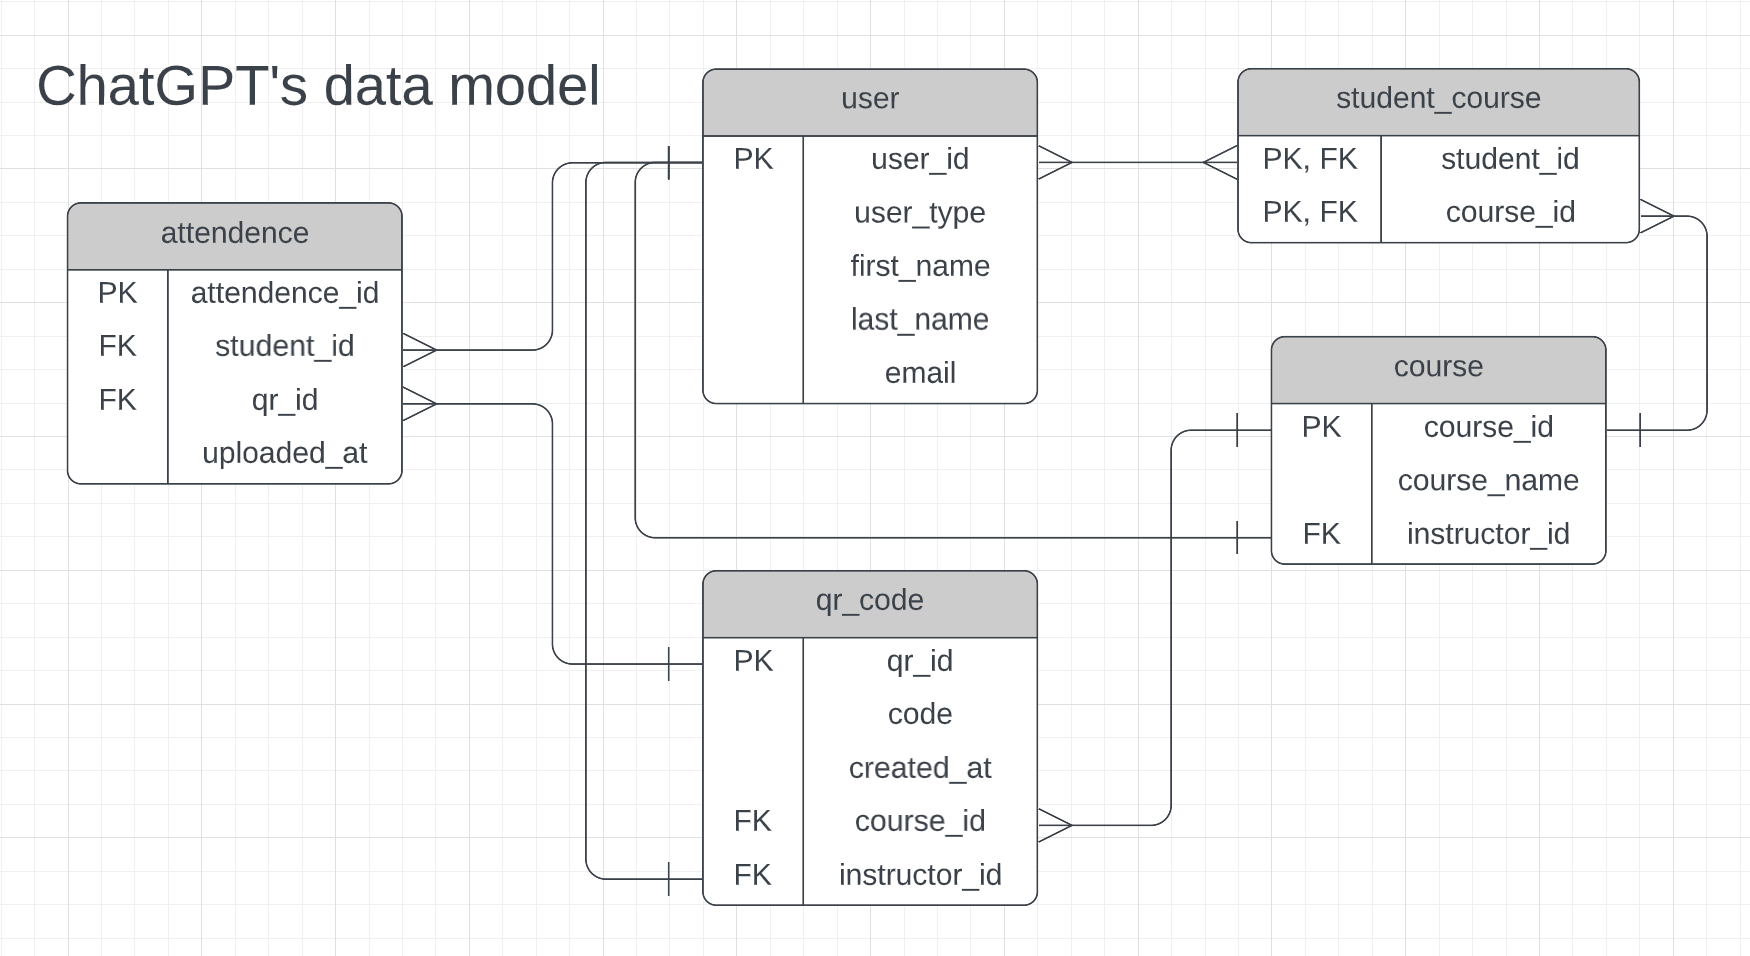 ChatGPT's data model
user
PK user_id
user_type
first_name
last_name
email
student_course
PK, FK student_id
PK, FK course_id
attendence
PK attendence_id
FK student_id
FK qr_id
uploaded_at
course
PK course_id
course_name
FK instructor_id
qr_code
PK qr_id
code
created_at
FK course_id
FK instructor_id